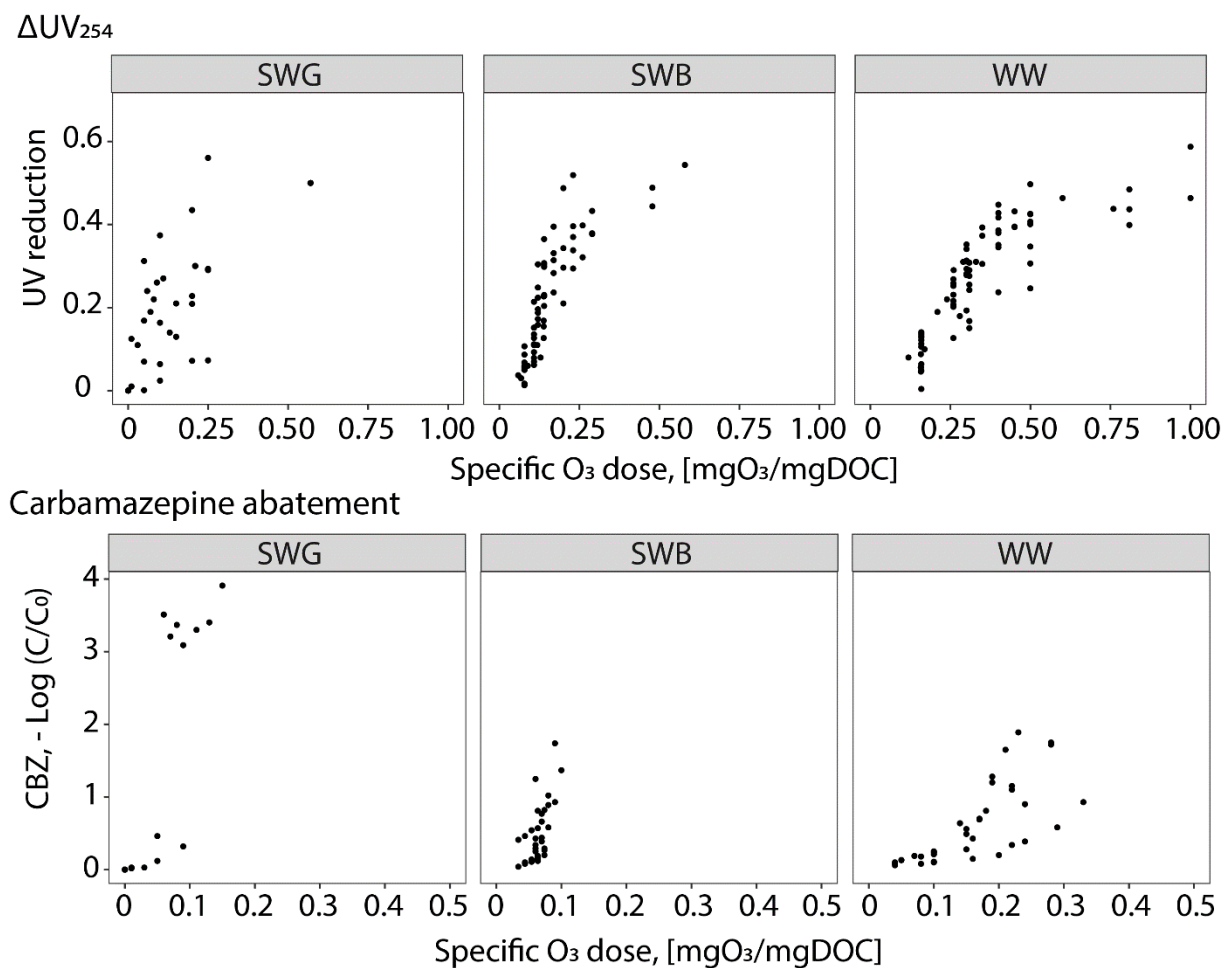 ΔUV₂₅₄
SWG SWB WW
UV reduction
0.6
0.4
0.2
0
0 0.25 0.50 0.75 1.00 0 0.25 0.50 0.75 1.00 0 0.25 0.50 0.75 1.00
Specific O₃ dose, [mgO₃/mgDOC]
Carbamazepine abatement
SWG SWB WW
CBZ, - Log (C/C₀)
4
3
2
1
0
0 0.1 0.2 0.3 0.4 0.5 0 0.1 0.2 0.3 0.4 0.5 0 0.1 0.2 0.3 0.4 0.5
Specific O₃ dose, [mgO₃/mgDOC]